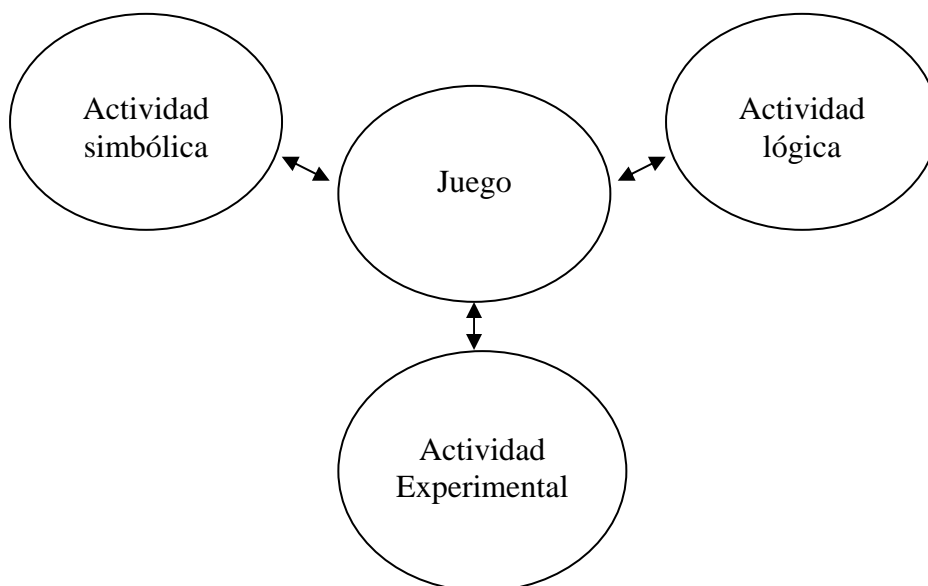 Actividad
simbólica
Juego
Actividad
lógica
Actividad
Experimental